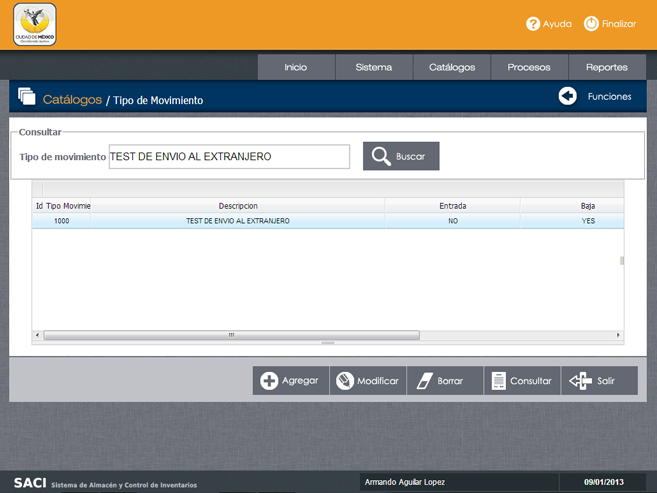 CIUDAD DE MÉXICO
Ayuda
Finalizar
Inicio
Sistema
Catálogos
Procesos
Reportes
Catálogos / Tipo de Movimiento
Funciones
Consultar
Tipo de movimiento
TEST DE ENVIO AL EXTRANJERO
Buscar
Id Tipo Movimie
Descripcion
Entrada
Baja
1000
TEST DE ENVIO AL EXTRANJERO
NO
YES
Agregar
Modificar
Borrar
Consultar
Salir
SACI Sistema de Almacén y Control de Inventarios
Armando Aguilar Lopez
09/01/2013